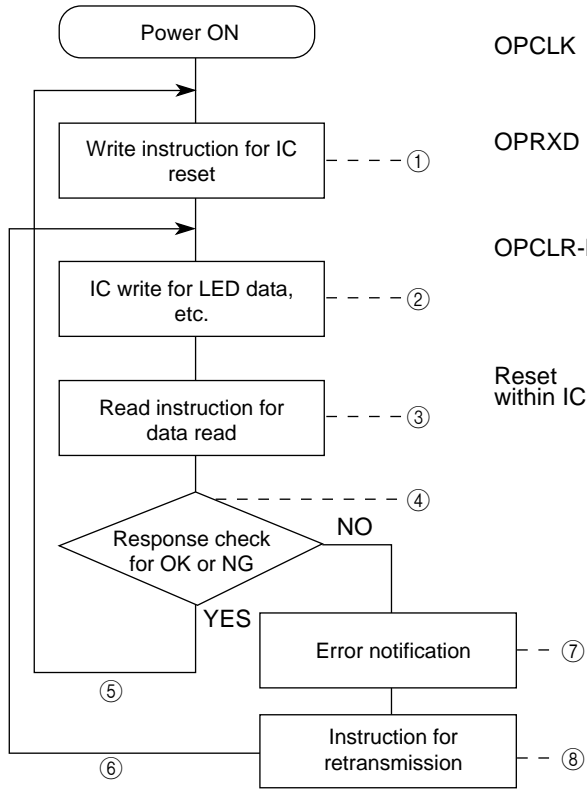 Power ON
Write instruction for IC
reset
①
IC write for LED data,
etc.
②
Read instruction for
data read
③
④
Response check
for OK or NG
NO
YES
Error notification
⑦
⑤
Instruction for
retransmission
⑧
⑥
OPCLK
OPRXD
OPCLR-
Reset
within IC